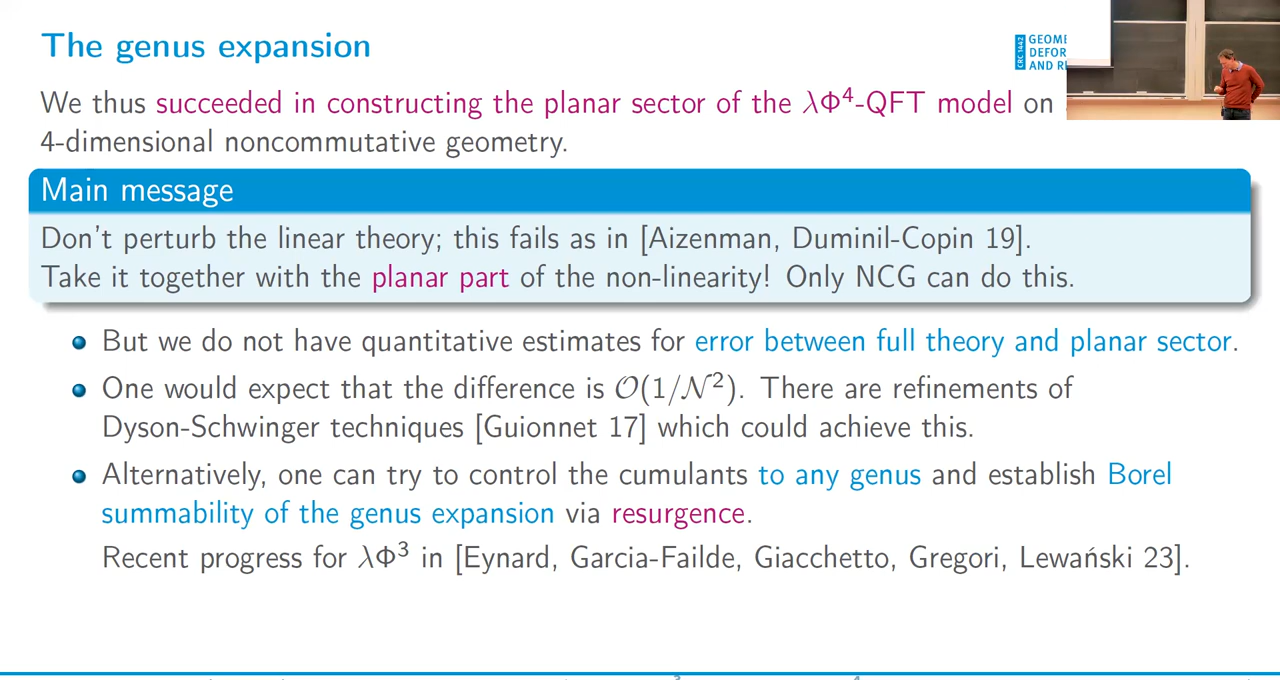 The genus expansion
CRC 1442
GEOME
DEFOR
AND R
We thus succeeded in constructing the planar sector of the λΦ⁴-QFT model on
4-dimensional noncommutative geometry.
Main message
Don't perturb the linear theory; this fails as in [Aizenman, Duminil-Copin 19].
Take it together with the planar part of the non-linearity! Only NCG can do this.
But we do not have quantitative estimates for error between full theory and planar sector.
One would expect that the difference is 𝒪(1/𝒩²). There are refinements of
Dyson-Schwinger techniques [Guionnet 17] which could achieve this.
Alternatively, one can try to control the cumulants to any genus and establish Borel
summability of the genus expansion via resurgence.
Recent progress for λΦ³ in [Eynard, Garcia-Failde, Giacchetto, Gregori, Lewański 23].